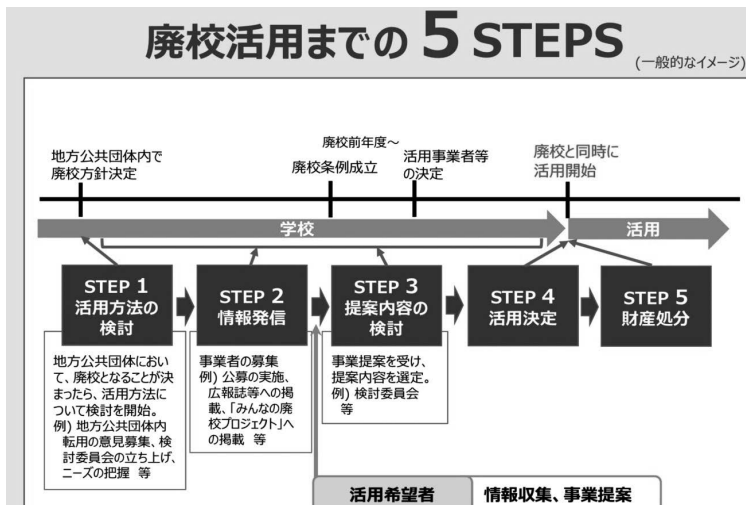 廃校活用までの 5 STEPS
(一般的なイメージ)
地方公共団体内で
廃校方針決定
廃校前年度～
廃校条例成立
活用事業者等
の決定
廃校と同時に
活用開始
学校
活用
STEP 1
活用方法の
検討
STEP 2
情報発信
STEP 3
提案内容の
検討
STEP 4
活用決定
STEP 5
財産処分
地方公共団体におい
て、廃校となることが決
まったら、活用方法に
ついて検討を開始。
例) 地方公共団体内
転用の意見募集、検
討委員会の立ち上げ、
ニーズの把握 等
事業者の募集
例) 公募の実施、
広報誌等への掲
載、「みんなの廃
校プロジェクト」へ
の掲載 等
事業提案を受け、
提案内容を選定。
例) 検討委員会
等
活用希望者
情報収集、事業提案